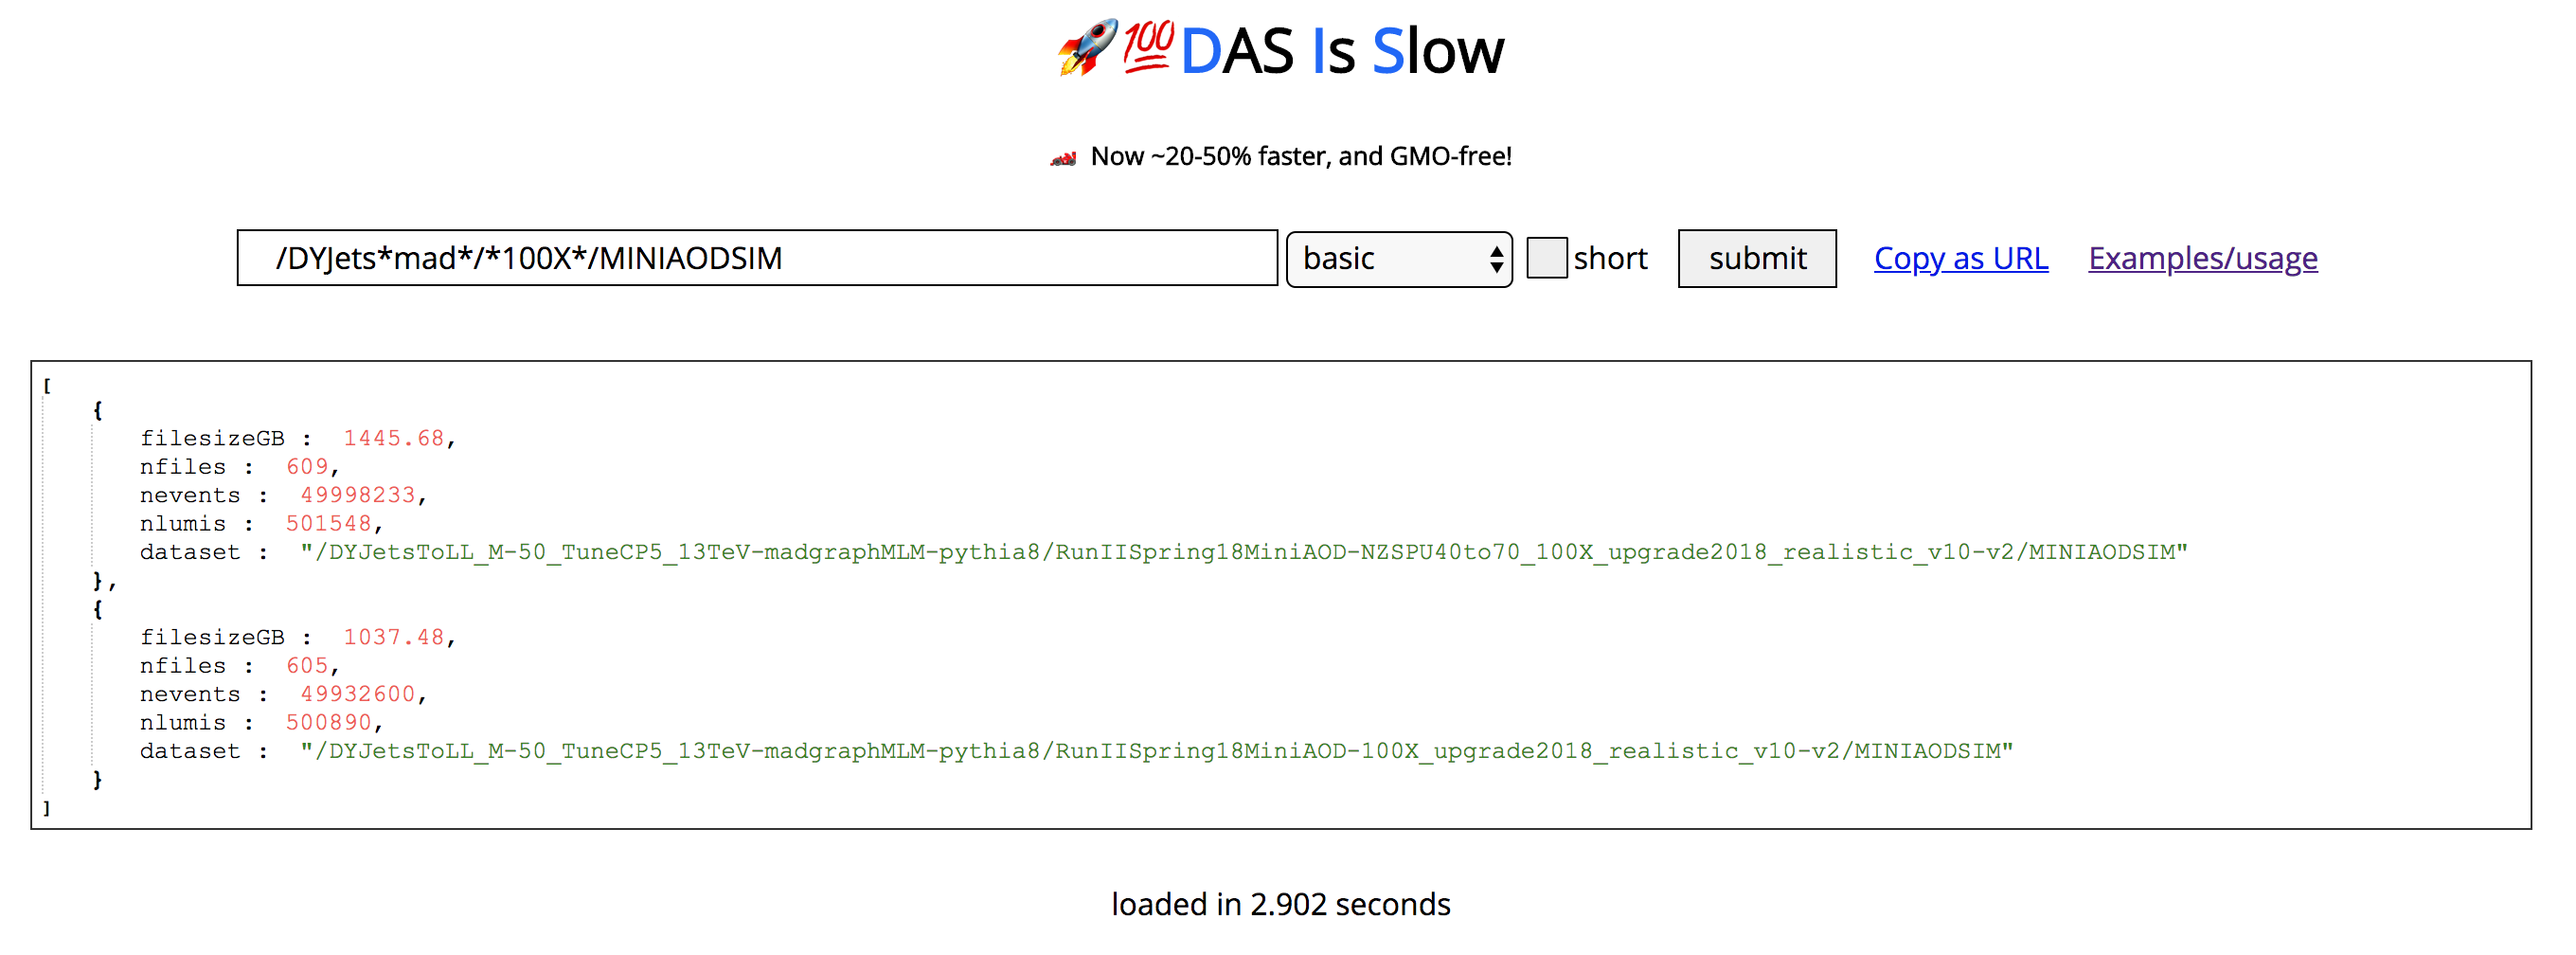 🚀💯DAS Is Slow
🏎 Now ~20-50% faster, and GMO-free!
/DYJets*mad*/*100X*/MINIAODSIM basic short submit Copy as URL Examples/usage
[
{
filesizeGB : 1445.68,
nfiles : 609,
nevents : 49998233,
nlumis : 501548,
dataset : "/DYJetsToLL_M-50_TuneCP5_13TeV-madgraphMLM-pythia8/RunIISpring18MiniAOD-NZSPU40to70_100X_upgrade2018_realistic_v10-v2/MINIAODSIM"
},
{
filesizeGB : 1037.48,
nfiles : 605,
nevents : 49932600,
nlumis : 500890,
dataset : "/DYJetsToLL_M-50_TuneCP5_13TeV-madgraphMLM-pythia8/RunIISpring18MiniAOD-100X_upgrade2018_realistic_v10-v2/MINIAODSIM"
}
]
loaded in 2.902 seconds